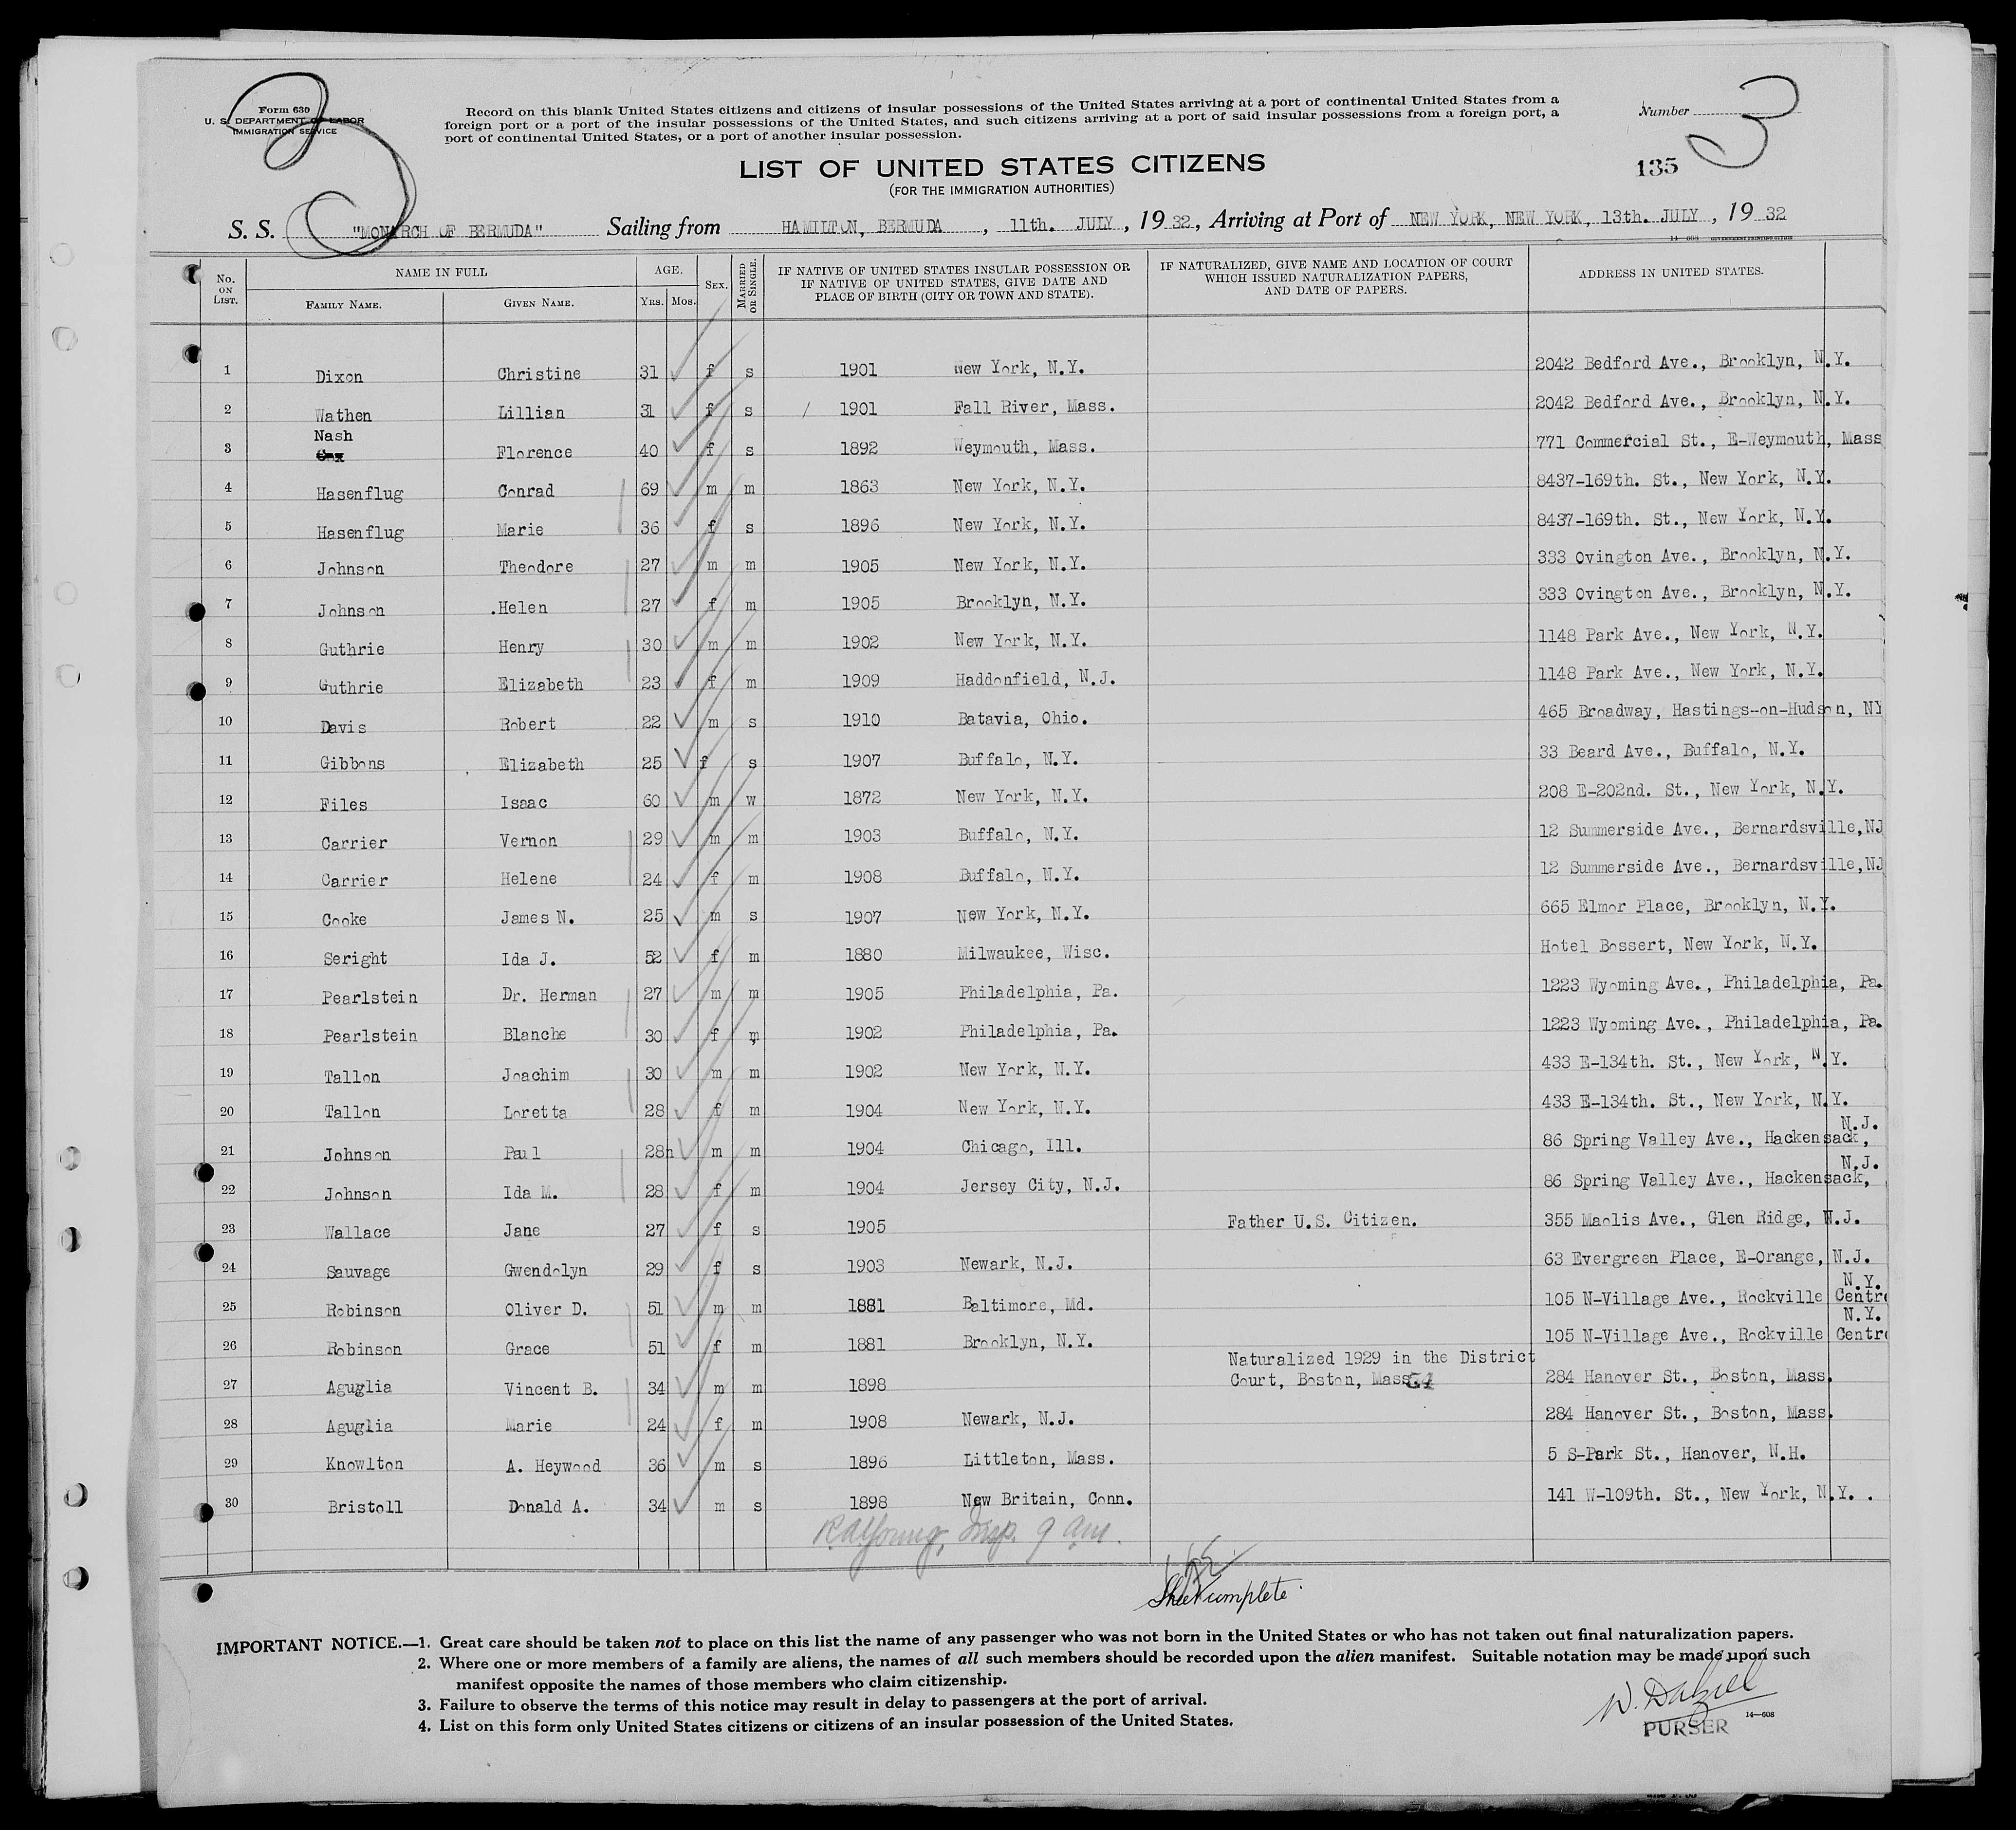 Form 630
U. S. DEPARTMENT OF LABOR
IMMIGRATION SERVICE
Record on this blank United States citizens and citizens of insular possessions of the United States arriving at a port of continental United States from a
foreign port or a port of the insular possessions of the United States, and such citizens arriving at a port of said insular possessions from a foreign port, a
port of continental United States, or a port of another insular possession.
Number 3
3
LIST OF UNITED STATES CITIZENS
(FOR THE IMMIGRATION AUTHORITIES)
135
S. S. "MONARCH OF BERMUDA" Sailing from HAMILTON, BERMUDA, 11th. JULY, 1932, Arriving at Port of NEW YORK, NEW YORK, 13th. JULY, 1932
No. ON LIST. NAME IN FULL FAMILY NAME. GIVEN NAME. AGE. YRS. MOS. SEX. MARRIED OR SINGLE. IF NATIVE OF UNITED STATES INSULAR POSSESSION OR IF NATIVE OF UNITED STATES, GIVE DATE AND PLACE OF BIRTH (CITY OR TOWN AND STATE). IF NATURALIZED, GIVE NAME AND LOCATION OF COURT WHICH ISSUED NATURALIZATION PAPERS, AND DATE OF PAPERS. ADDRESS IN UNITED STATES.
1 Dixon Christine 31 f s 1901 New York, N.Y. 2042 Bedford Ave., Brooklyn, N.Y.
2 Wathen Lillian 31 f s 1901 Fall River, Mass. 2042 Bedford Ave., Brooklyn, N.Y.
3 Nash Florence 40 f s 1892 Weymouth, Mass. 771 Commercial St., E-Weymouth, Mass
4 Hasenflug Conrad 69 m m 1863 New York, N.Y. 8437-169th. St., New York, N.Y.
5 Hasenflug Marie 36 f s 1896 New York, N.Y. 8437-169th. St., New York, N.Y.
6 Johnson Theodore 27 m m 1905 New York, N.Y. 333 Ovington Ave., Brooklyn, N.Y.
7 Johnson .Helen 27 f m 1905 Brooklyn, N.Y. 333 Ovington Ave., Brooklyn, N.Y.
8 Guthrie Henry 30 m m 1902 New York, N.Y. 1148 Park Ave., New York, N.Y.
9 Guthrie Elizabeth 23 f m 1909 Haddonfield, N.J. 1148 Park Ave., New York, N.Y.
10 Davis Robert 22 m s 1910 Batavia, Ohio. 465 Broadway, Hastings-on-Hudson, NY
11 Gibbons Elizabeth 25 f s 1907 Buffalo, N.Y. 33 Beard Ave., Buffalo, N.Y.
12 Files Isaac 60 m w 1872 New York, N.Y. 208 E-202nd. St., New York, N.Y.
13 Carrier Vernon 29 m m 1903 Buffalo, N.Y. 12 Summerside Ave., Bernardsville,NJ
14 Carrier Helene 24 f m 1908 Buffalo, N.Y. 12 Summerside Ave., Bernardsville,NJ
15 Cooke James N. 25 m s 1907 New York, N.Y. 665 Elmor Place, Brooklyn, N.Y.
16 Seright Ida J. 52 f m 1880 Milwaukee, Wisc. Hotel Bossert, New York, N.Y.
17 Pearlstein Dr. Herman 27 m m 1905 Philadelphia, Pa. 1223 Wyoming Ave., Philadelphia, Pa.
18 Pearlstein Blanche 30 f m 1902 Philadelphia, Pa. 1223 Wyoming Ave., Philadelphia, Pa.
19 Tallon Joachim 30 m m 1902 New York, N.Y. 433 E-134th. St., New York, N.Y.
20 Tallon Loretta 28 f m 1904 New York, N.Y. 433 E-134th. St., New York, N.Y.
21 Johnson Paul 28 m m 1904 Chicago, Ill. 86 Spring Valley Ave., Hackensack, N.J.
22 Johnson Ida M. 28 f m 1904 Jersey City, N.J. 86 Spring Valley Ave., Hackensack, N.J.
23 Wallace Jane 27 f s 1905 Father U.S. Citizen. 355 Maolis Ave., Glen Ridge, N.J.
24 Sauvage Gwendolyn 29 f s 1903 Newark, N.J. 63 Evergreen Place, E-Orange, N.J.
25 Robinson Oliver D. 51 m m 1881 Baltimore, Md. 105 N-Village Ave., Rockville Centre N.Y.
26 Robinson Grace 51 f m 1881 Brooklyn, N.Y. 105 N-Village Ave., Rockville Centre N.Y.
27 Aguglia Vincent B. 34 m m 1898 Naturalized 1929 in the District Court, Boston, Mass. 284 Hanover St., Boston, Mass.
28 Aguglia Marie 24 f m 1908 Newark, N.J. 284 Hanover St., Boston, Mass.
29 Knowlton A. Heywood 36 m s 1896 Littleton, Mass. 5 S-Park St., Hanover, N.H.
30 Bristoll Donald A. 34 m s 1898 New Britain, Conn. 141 W-109th. St., New York, N.Y. .
RAYoung, Insp. 9 am.
Sheet complete
IMPORTANT NOTICE.—1. Great care should be taken not to place on this list the name of any passenger who was not born in the United States or who has not taken out final naturalization papers.
2. Where one or more members of a family are aliens, the names of all such members should be recorded upon the alien manifest. Suitable notation may be made upon such
manifest opposite the names of those members who claim citizenship.
3. Failure to observe the terms of this notice may result in delay to passengers at the port of arrival.
4. List on this form only United States citizens or citizens of an insular possession of the United States.
W. Dalziell
PURSER
14—608